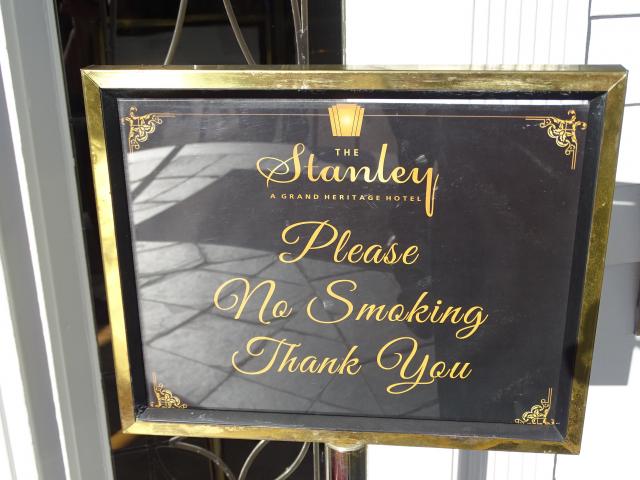 THE
Stanley
A GRAND HERITAGE HOTEL
Please
No Smoking
Thank You